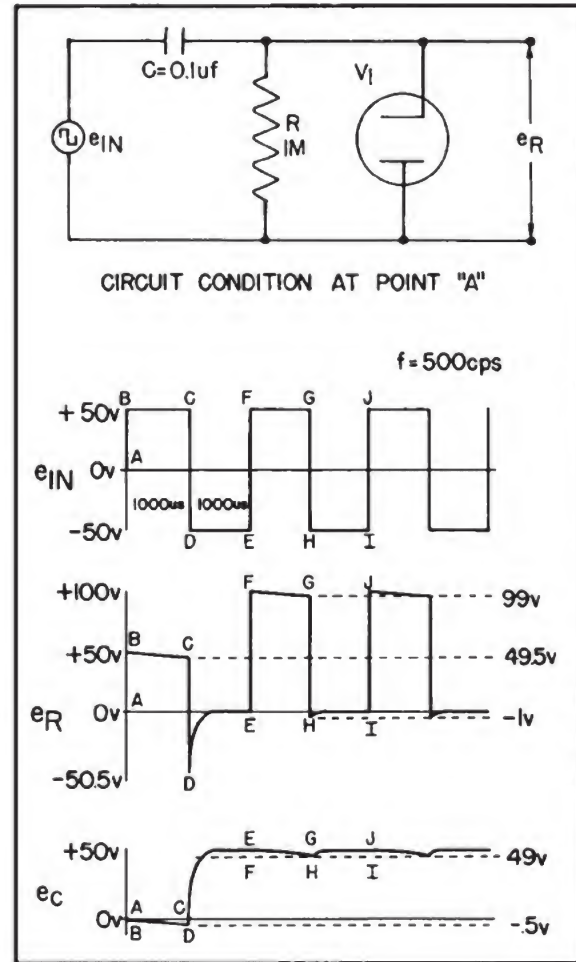 C=0.1uf
V1
eIN
R
1M
eR
CIRCUIT CONDITION AT POINT "A"
f=500cps
B C F G J
+50v
A
eIN 0v
1000us 1000us
-50v
D E H I
+100v
F G J
99v
B C
+50v
49.5v
A
eR 0v
E H I
-1v
-50.5v
D
E G J
+50v
49v
F H I
eC
A C
0v
B D
-.5v